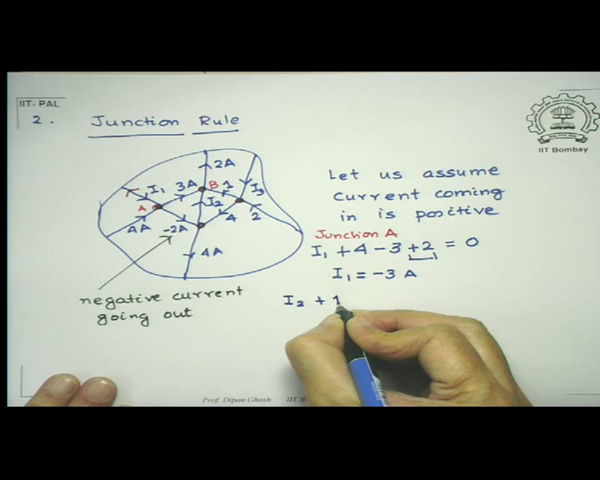 IIT- PAL
2. Junction Rule
IIT Bombay
2A
I1 3A B 1 I3
A I2
4A -2A 4 2
4A
negative current
going out
Let us assume
current coming
in is positive
Junction A
I1 + 4 - 3 + 2 = 0
I1 = -3 A
I2 + 1
Prof. Dipan Ghosh IIT B